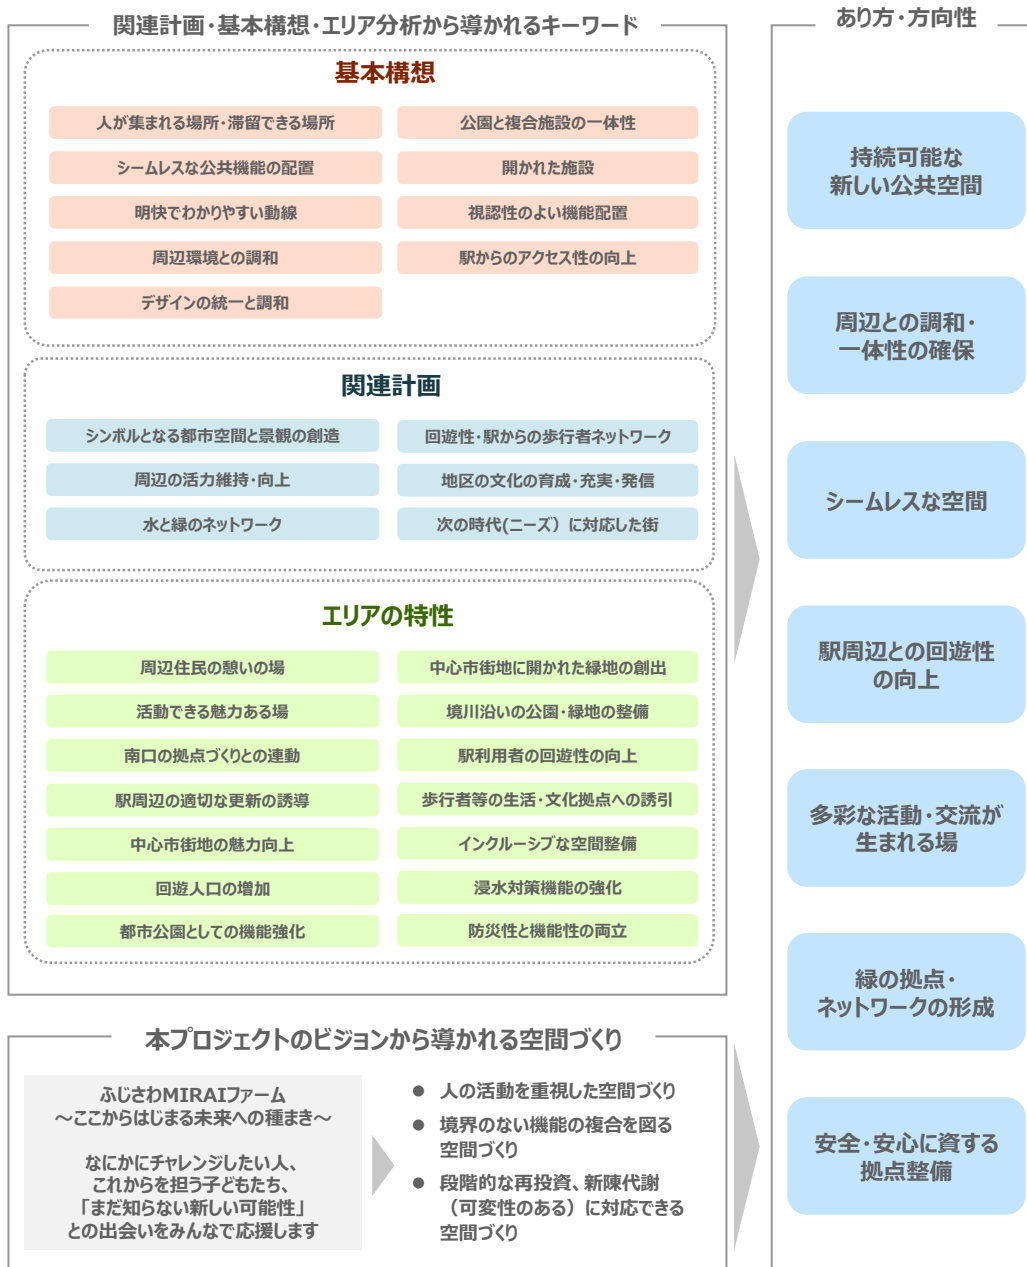 関連計画・基本構想・エリア分析から導かれるキーワード
基本構想
人が集まれる場所・滞留できる場所
公園と複合施設の一体性
シームレスな公共機能の配置
開かれた施設
明快でわかりやすい動線
視認性のよい機能配置
周辺環境との調和
駅からのアクセス性の向上
デザインの統一と調和
関連計画
シンボルとなる都市空間と景観の創造
回遊性・駅からの歩行者ネットワーク
周辺の活力維持・向上
地区の文化の育成・充実・発信
水と緑のネットワーク
次の時代(ニーズ）に対応した街
エリアの特性
周辺住民の憩いの場
中心市街地に開かれた緑地の創出
活動できる魅力ある場
境川沿いの公園・緑地の整備
南口の拠点づくりとの連動
駅利用者の回遊性の向上
駅周辺の適切な更新の誘導
歩行者等の生活・文化拠点への誘引
中心市街地の魅力向上
インクルーシブな空間整備
回遊人口の増加
浸水対策機能の強化
都市公園としての機能強化
防災性と機能性の両立
本プロジェクトのビジョンから導かれる空間づくり
ふじさわMIRAIファーム
～ここからはじまる未来への種まき～
なにかにチャレンジしたい人、
これからを担う子どもたち、
「まだ知らない新しい可能性」
との出会いをみんなで応援します
● 人の活動を重視した空間づくり
● 境界のない機能の複合を図る
空間づくり
● 段階的な再投資、新陳代謝
（可変性のある）に対応できる
空間づくり
あり方・方向性
持続可能な
新しい公共空間
周辺との調和・
一体性の確保
シームレスな空間
駅周辺との回遊性
の向上
多彩な活動・交流が
生まれる場
緑の拠点・
ネットワークの形成
安全・安心に資する
拠点整備